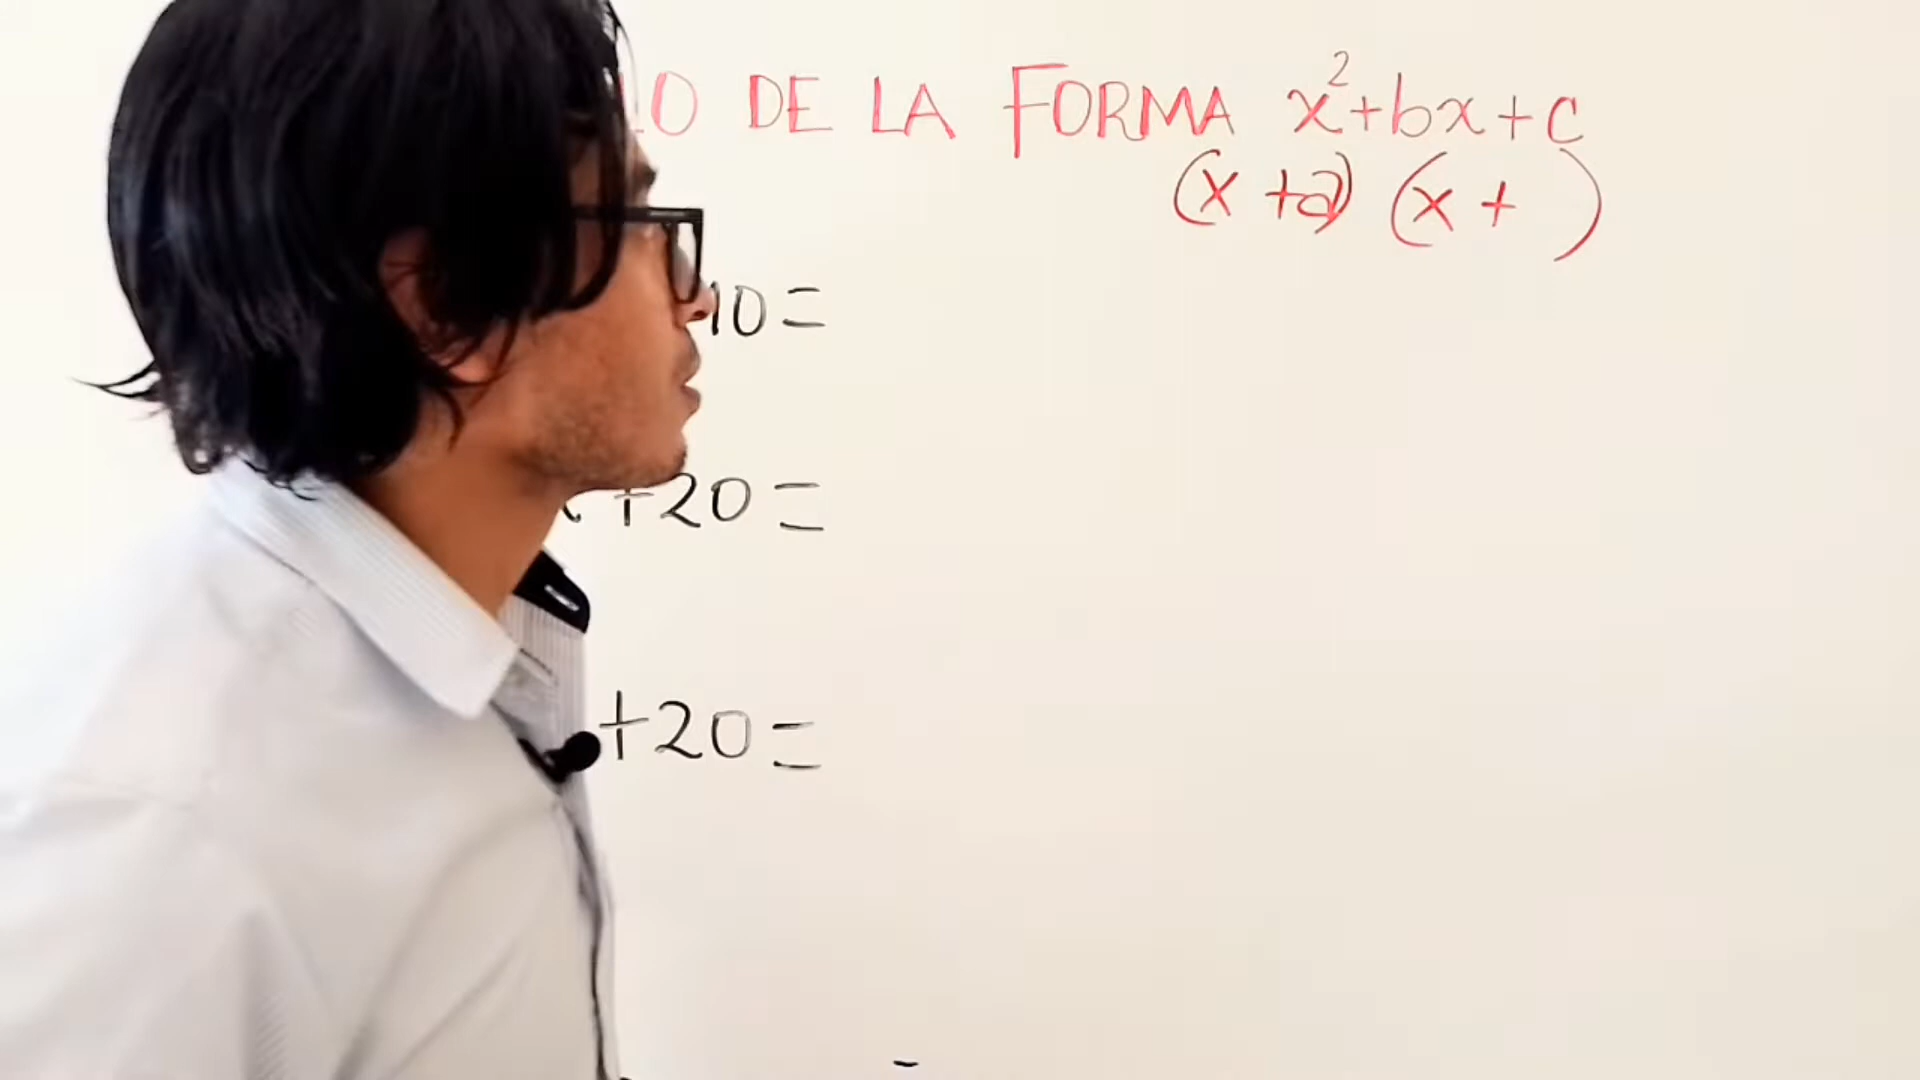 LO DE LA FORMA x²+bx+c
(x +a) (x + )
10=
+20=
+20=